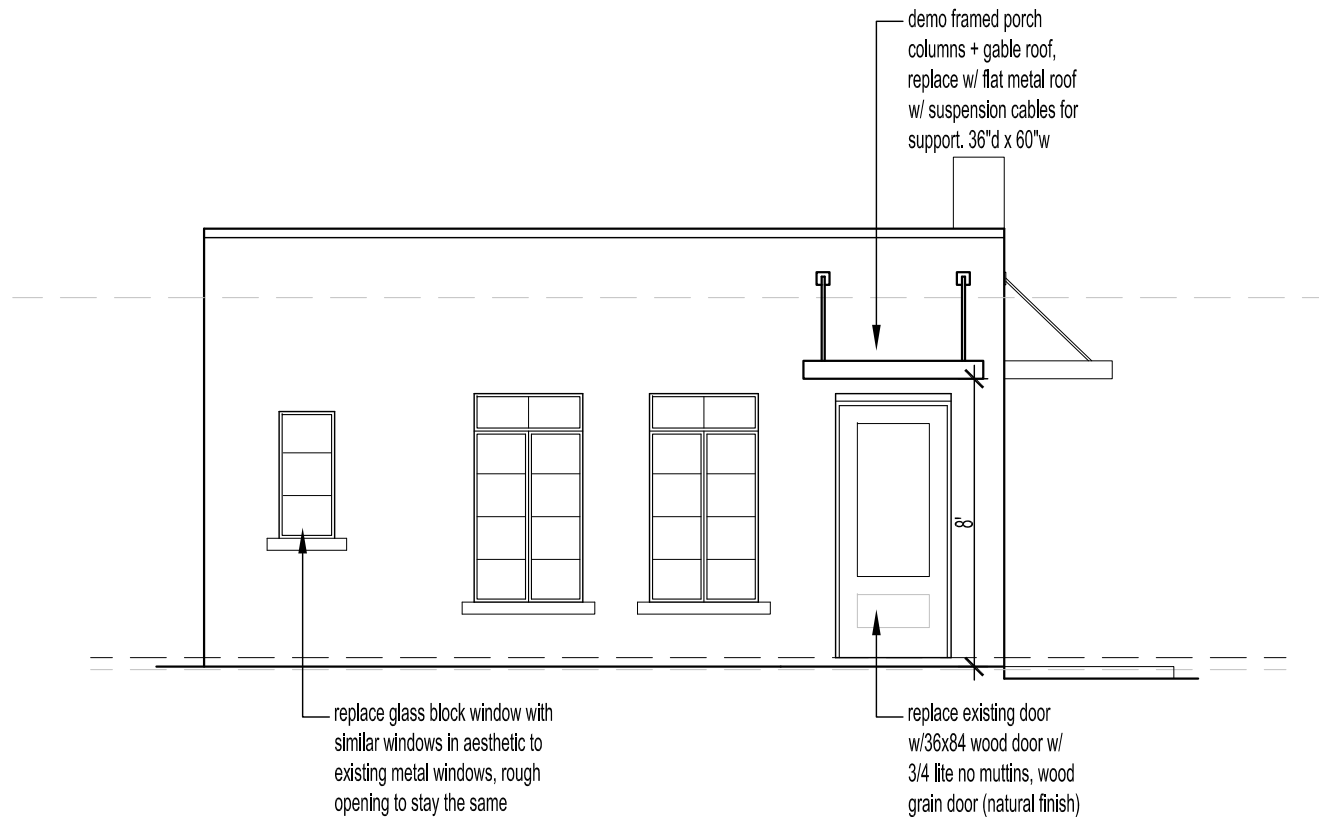 demo framed porch
columns + gable roof,
replace w/ flat metal roof
w/ suspension cables for
support. 36"d x 60"w
8'
replace glass block window with
similar windows in aesthetic to
existing metal windows, rough
opening to stay the same
replace existing door
w/36x84 wood door w/
3/4 lite no muttins, wood
grain door (natural finish)